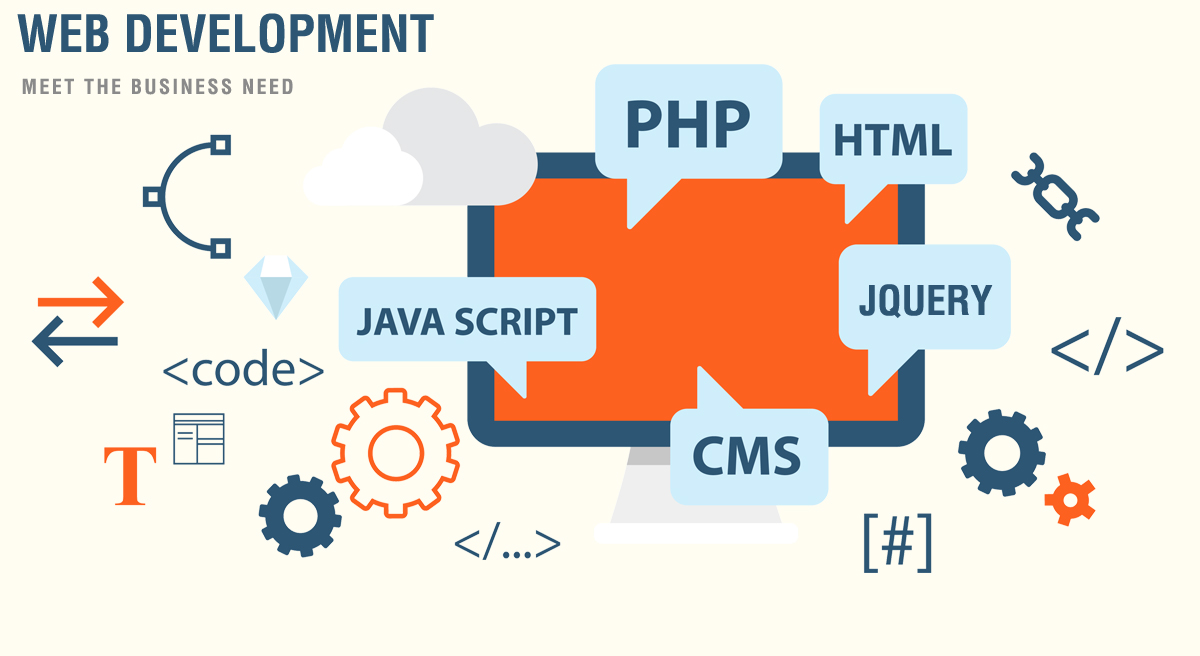 WEB DEVELOPMENT
MEET THE BUSINESS NEED
PHP
HTML
JAVA SCRIPT
JQUERY
</>
<code>
T
CMS
</...>
[#]